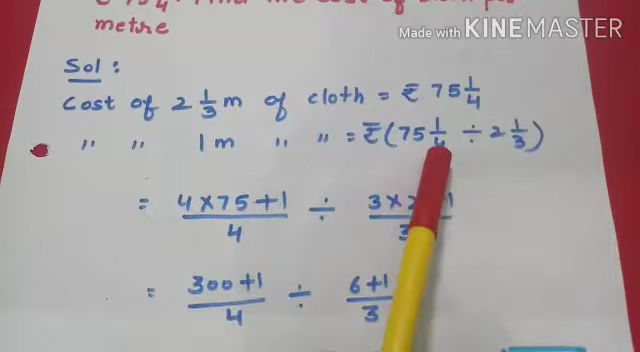 metre
Made with KINEMASTER
Sol :
Cost of 2 1/3 m of cloth = ₹ 75 1/4
" " 1m " " = ₹ (75 1/4 ÷ 2 1/3)
= 4×75+1/4 ÷ 3×
= 300+1/4 ÷ 6+1/3